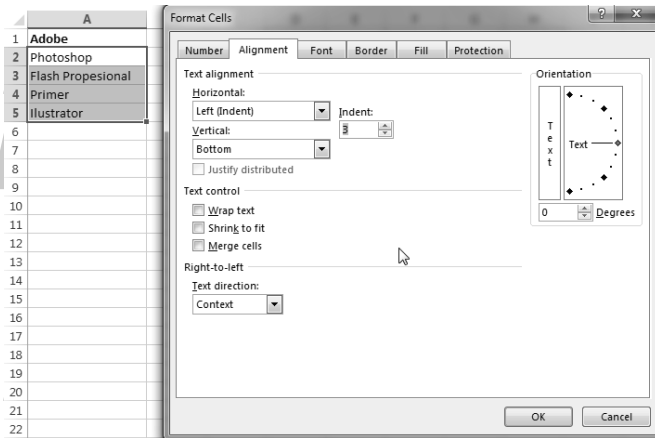 A
1 Adobe
2 Photoshop
3 Flash Propesional
4 Primer
5 Ilustrator
6
7
8
9
10
11
12
13
14
15
16
17
18
19
20
21
22
Format Cells
? x
Number Alignment Font Border Fill Protection
Text alignment
Horizontal:
Left (Indent)
Indent:
3
Vertical:
Bottom
Justify distributed
Text control
Wrap text
Shrink to fit
Merge cells
Right-to-left
Text direction:
Context
Orientation
Text
Text
0 Degrees
OK Cancel